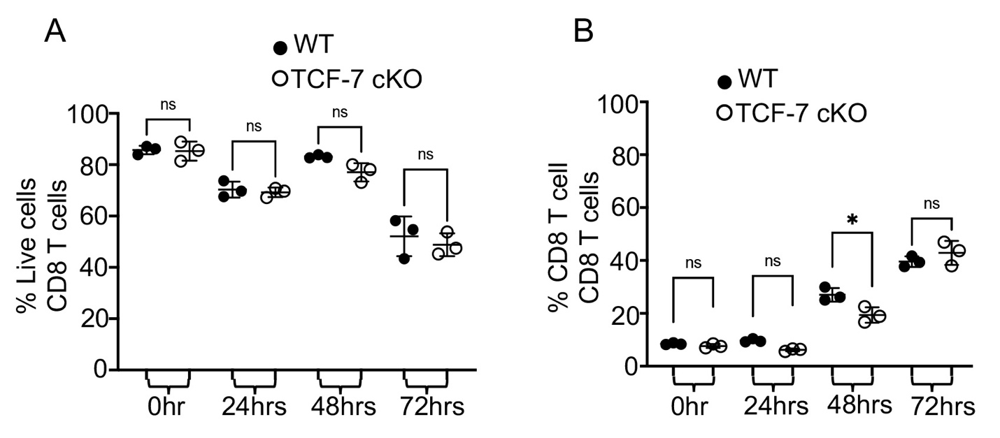 A
WT
TCF-7 cKO
% Live cells
CD8 T cells
100
80
60
40
20
0
ns
ns
ns
ns
0hr
24hrs
48hrs
72hrs
B
WT
TCF-7 cKO
% CD8 T cell
CD8 T cells
100
80
60
40
20
0
ns
ns
*
ns
0hr
24hrs
48hrs
72hrs